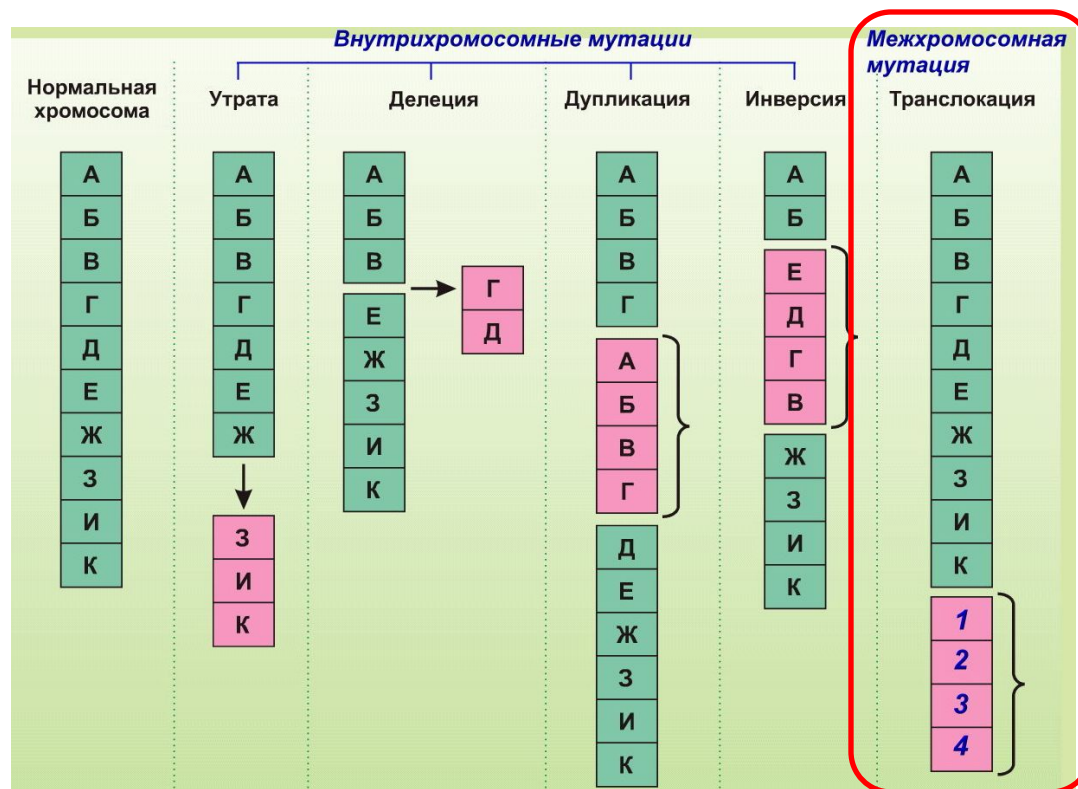 Внутрихромосомные мутации
Межхромосомная
мутация
Нормальная
хромосома
Утрата
Делеция
Дупликация
Инверсия
Транслокация
А
Б
В
Г
Д
Е
Ж
З
И
К
А
Б
В
Г
Д
Е
Ж
З
И
К
А
Б
В
Е
Ж
З
И
К
Г
Д
А
Б
В
Г
А
Б
В
Г
Д
Е
Ж
З
И
К
А
Б
Е
Д
Г
В
Ж
З
И
К
А
Б
В
Г
Д
Е
Ж
З
И
К
1
2
3
4